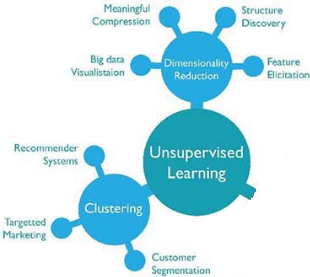 Meaningful
Compression
Structure
Discovery
Big data
Visualistaion
Dimensionality
Reduction
Feature
Elicitation
Recommender
Systems
Unsupervised
Learning
Clustering
Targetted
Marketing
Customer
Segmentation